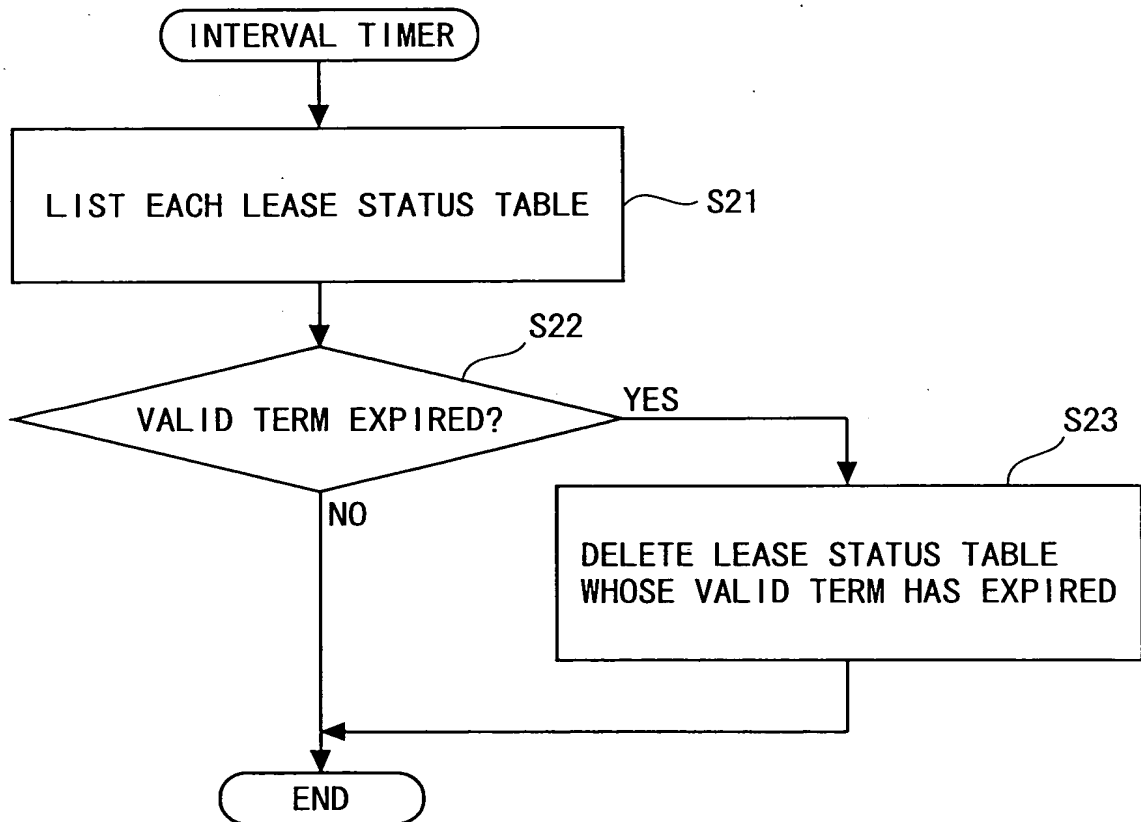 INTERVAL TIMER
LIST EACH LEASE STATUS TABLE
S21
S22
VALID TERM EXPIRED?
YES
S23
NO
DELETE LEASE STATUS TABLE
WHOSE VALID TERM HAS EXPIRED
END